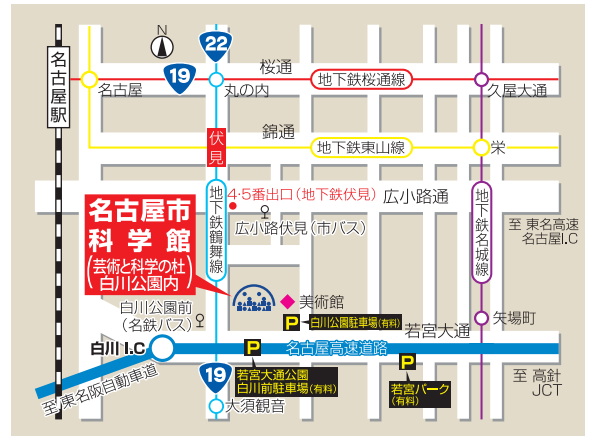 N
22
桜通
19
地下鉄桜通線
名古屋駅
名古屋
丸の内
久屋大通
錦通
伏見
地下鉄東山線
栄
4・5番出口(地下鉄伏見)
広小路通
名古屋市
科学館
(芸術と科学の杜
白川公園内)
地下鉄鶴舞線
広小路伏見(市バス)
地下鉄名城線
至 東名高速
名古屋I.C
白川公園前
(名鉄バス)
美術館
P
白川公園駐車場(有料)
若宮大通
矢場町
白川 I.C
P
名古屋高速道路
19
若宮大通公園
白川前駐車場(有料)
P
若宮パーク
(有料)
至 高針
JCT
至 東名阪自動車道
大須観音